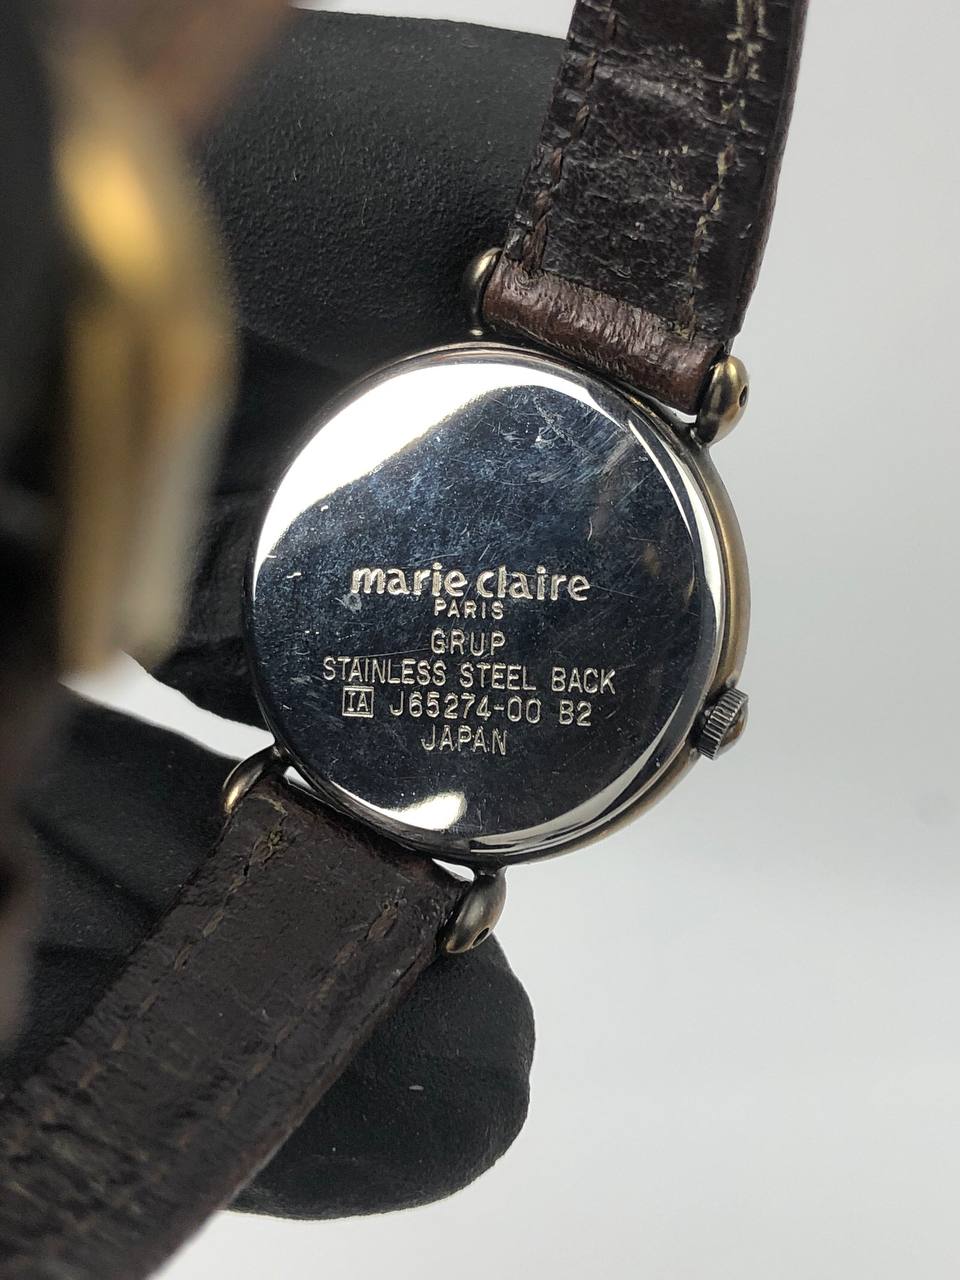 marie claire
PARIS
GRUP
STAINLESS STEEL BACK
IA J65274-00 B2
JAPAN